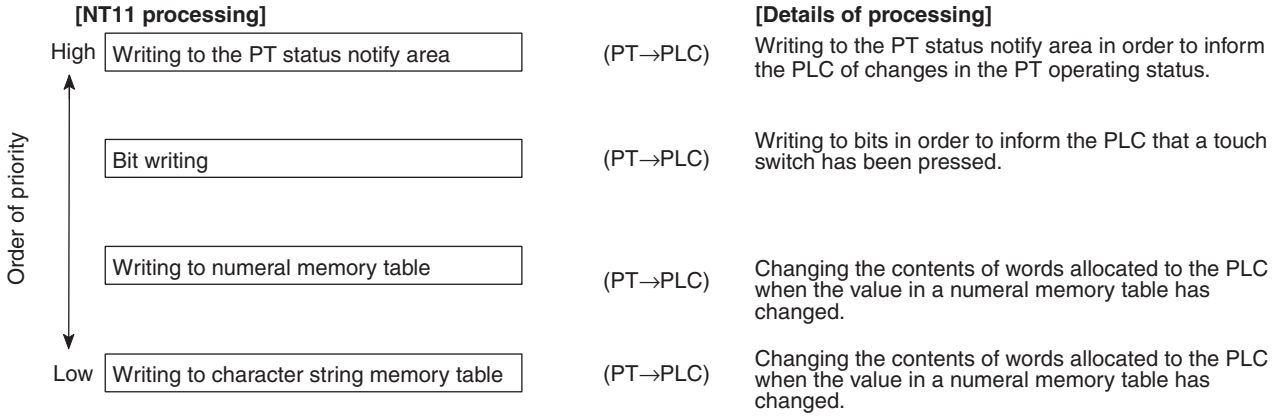 [NT11 processing] [Details of processing]
High Writing to the PT status notify area (PT→PLC) Writing to the PT status notify area in order to inform
the PLC of changes in the PT operating status.
Order of priority
Bit writing (PT→PLC) Writing to bits in order to inform the PLC that a touch
switch has been pressed.
Writing to numeral memory table (PT→PLC) Changing the contents of words allocated to the PLC
when the value in a numeral memory table has
changed.
Low Writing to character string memory table (PT→PLC) Changing the contents of words allocated to the PLC
when the value in a numeral memory table has
changed.